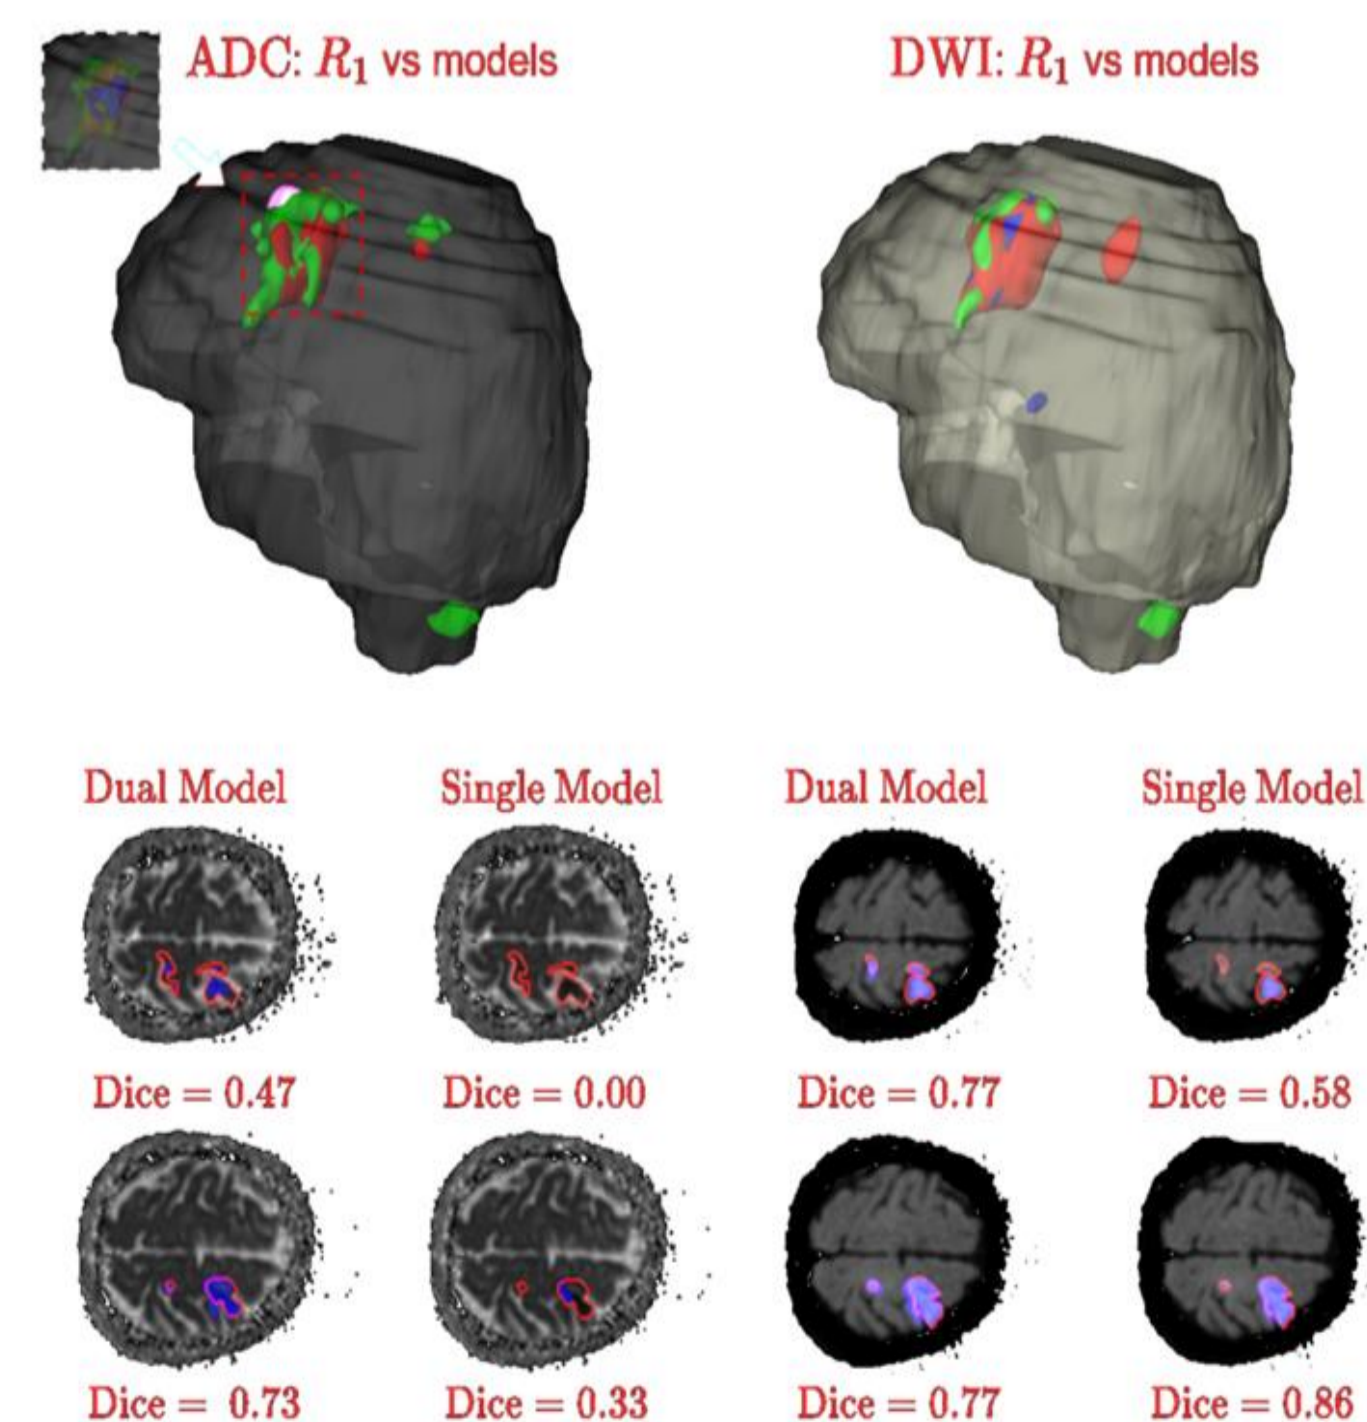 ADC: R1 vs models
DWI: R1 vs models
Dual Model
Single Model
Dual Model
Single Model
Dice = 0.47
Dice = 0.00
Dice = 0.77
Dice = 0.58
Dice = 0.73
Dice = 0.33
Dice = 0.77
Dice = 0.86